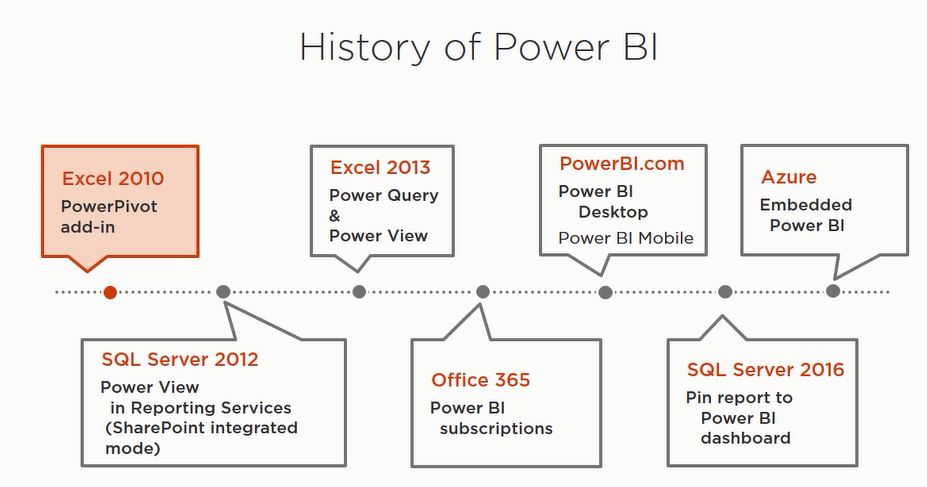 History of Power BI
Excel 2010
PowerPivot
add-in
SQL Server 2012
Power View
in Reporting Services
(SharePoint integrated
mode)
Excel 2013
Power Query
&
Power View
Office 365
Power BI
subscriptions
PowerBI.com
Power BI
Desktop
Power BI Mobile
SQL Server 2016
Pin report to
Power BI
dashboard
Azure
Embedded
Power BI